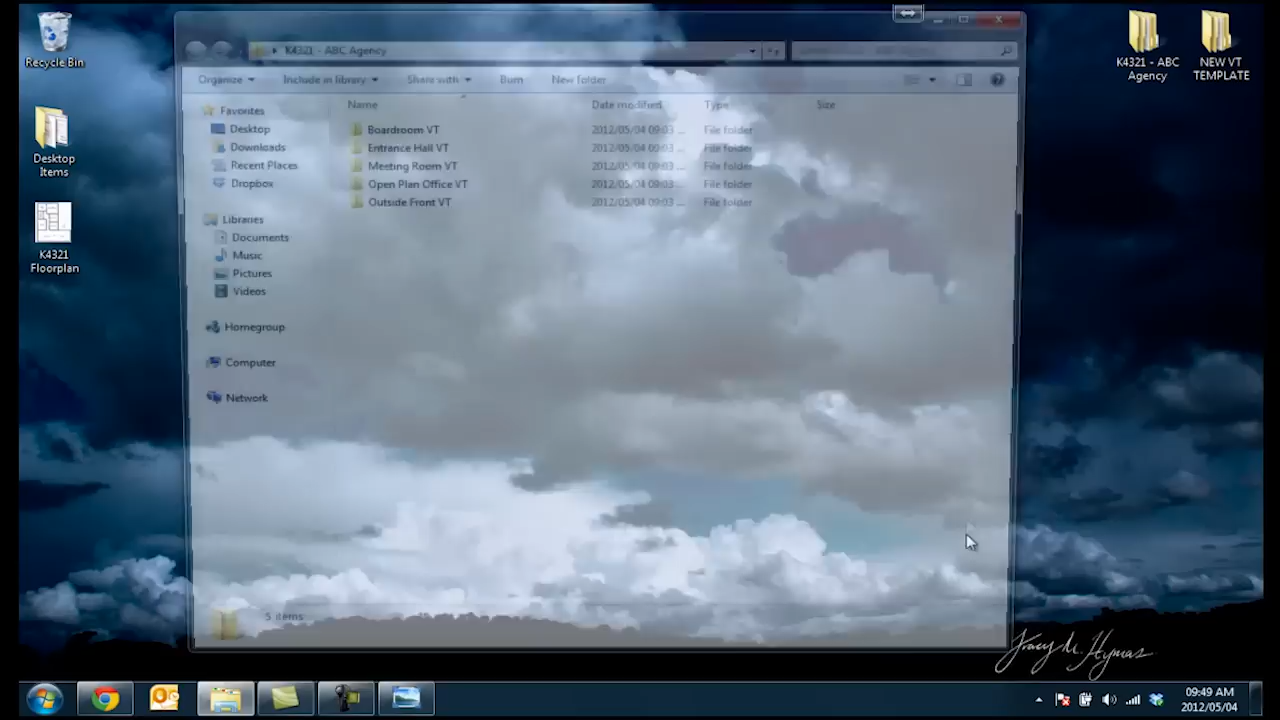 Recycle Bin
Desktop Items
K4321 Floorplan
K4321 - ABC Agency
NEW VT TEMPLATE
K4321 - ABC Agency
Organize
Include in library
Share with
Burn
New folder
Name
Date modified
Type
Size
Favorites
Desktop
Downloads
Recent Places
Dropbox
Libraries
Documents
Music
Pictures
Videos
Homegroup
Computer
Network
Boardroom VT 2012/05/04 09:03 ... File folder
Entrance Hall VT 2012/05/04 09:03 ... File folder
Meeting Room VT 2012/05/04 09:03 ... File folder
Open Plan Office VT 2012/05/04 09:03 ... File folder
Outside Front VT 2012/05/04 09:03 ... File folder
5 items
Tracy M. Hymas
09:49 AM
2012/05/04